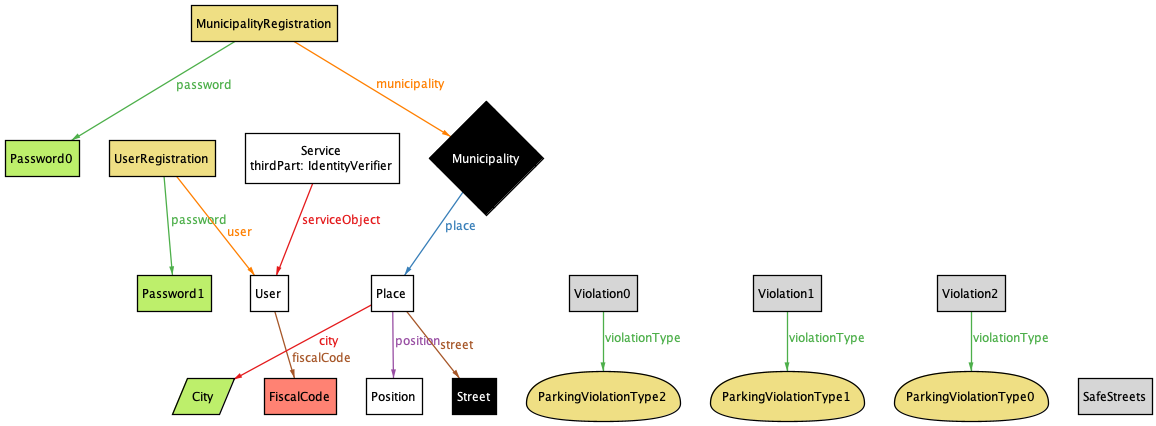 MunicipalityRegistration
password
municipality
Password0
UserRegistration
Service
thirdPart: IdentityVerifier
Municipality
password
user
serviceObject
place
Password1
User
Place
Violation0
Violation1
Violation2
city
fiscalCode
position
street
violationType
violationType
violationType
City
FiscalCode
Position
Street
ParkingViolationType2
ParkingViolationType1
ParkingViolationType0
SafeStreets